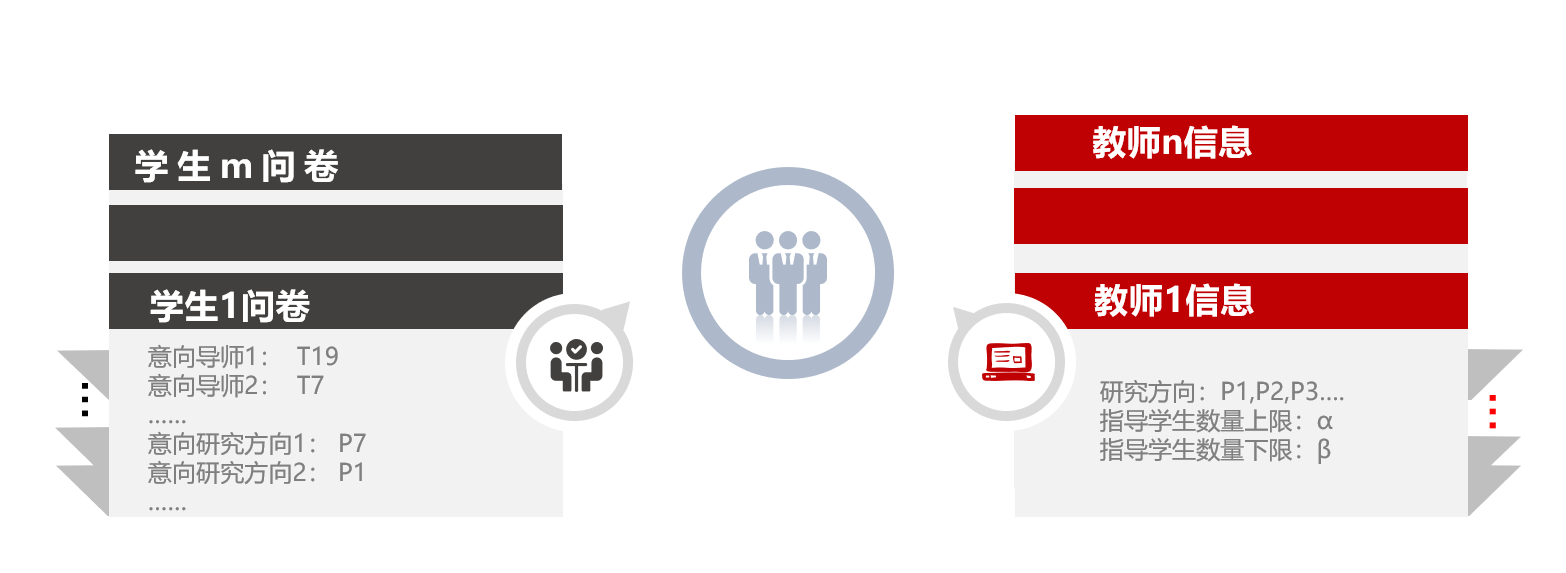 学 生 m 问 卷
学生1问卷
意向导师1： T19
意向导师2： T7
......
意向研究方向1： P7
意向研究方向2： P1
......
教师n信息
教师1信息
研究方向：P1,P2,P3....
指导学生数量上限：α
指导学生数量下限：β